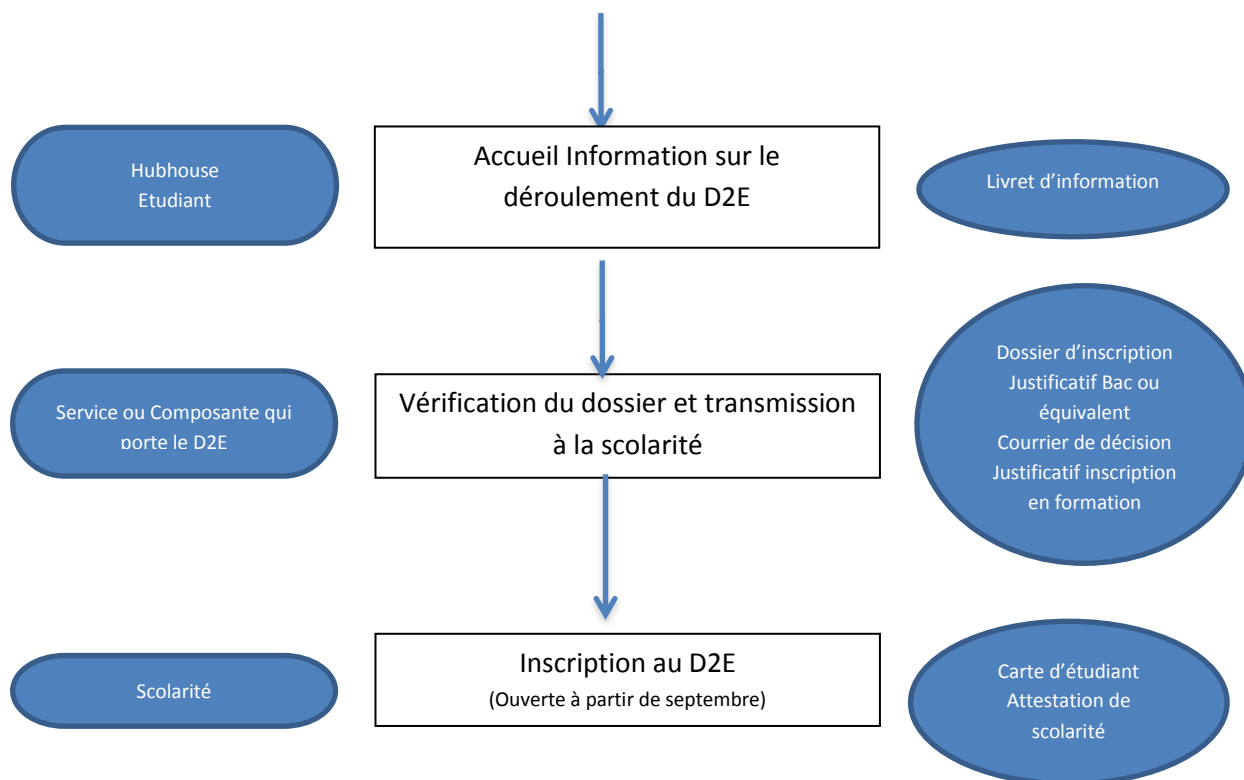 Hubhouse
Etudiant
Accueil Information sur le
déroulement du D2E
Livret d’information
Service ou Composante qui
porte le D2E
Vérification du dossier et transmission
à la scolarité
Dossier d’inscription
Justificatif Bac ou
équivalent
Courrier de décision
Justificatif inscription
en formation
Scolarité
Inscription au D2E
(Ouverte à partir de septembre)
Carte d’étudiant
Attestation de
scolarité